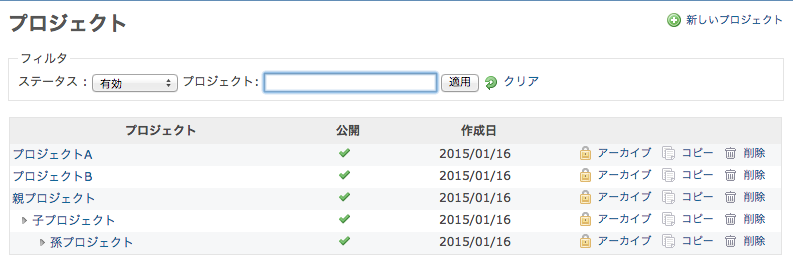 プロジェクト
新しいプロジェクト
フィルタ
ステータス : 有効 プロジェクト: 適用 クリア
プロジェクト 公開 作成日
プロジェクトA 2015/01/16 アーカイブ コピー 削除
プロジェクトB 2015/01/16 アーカイブ コピー 削除
親プロジェクト 2015/01/16 アーカイブ コピー 削除
子プロジェクト 2015/01/16 アーカイブ コピー 削除
孫プロジェクト 2015/01/16 アーカイブ コピー 削除